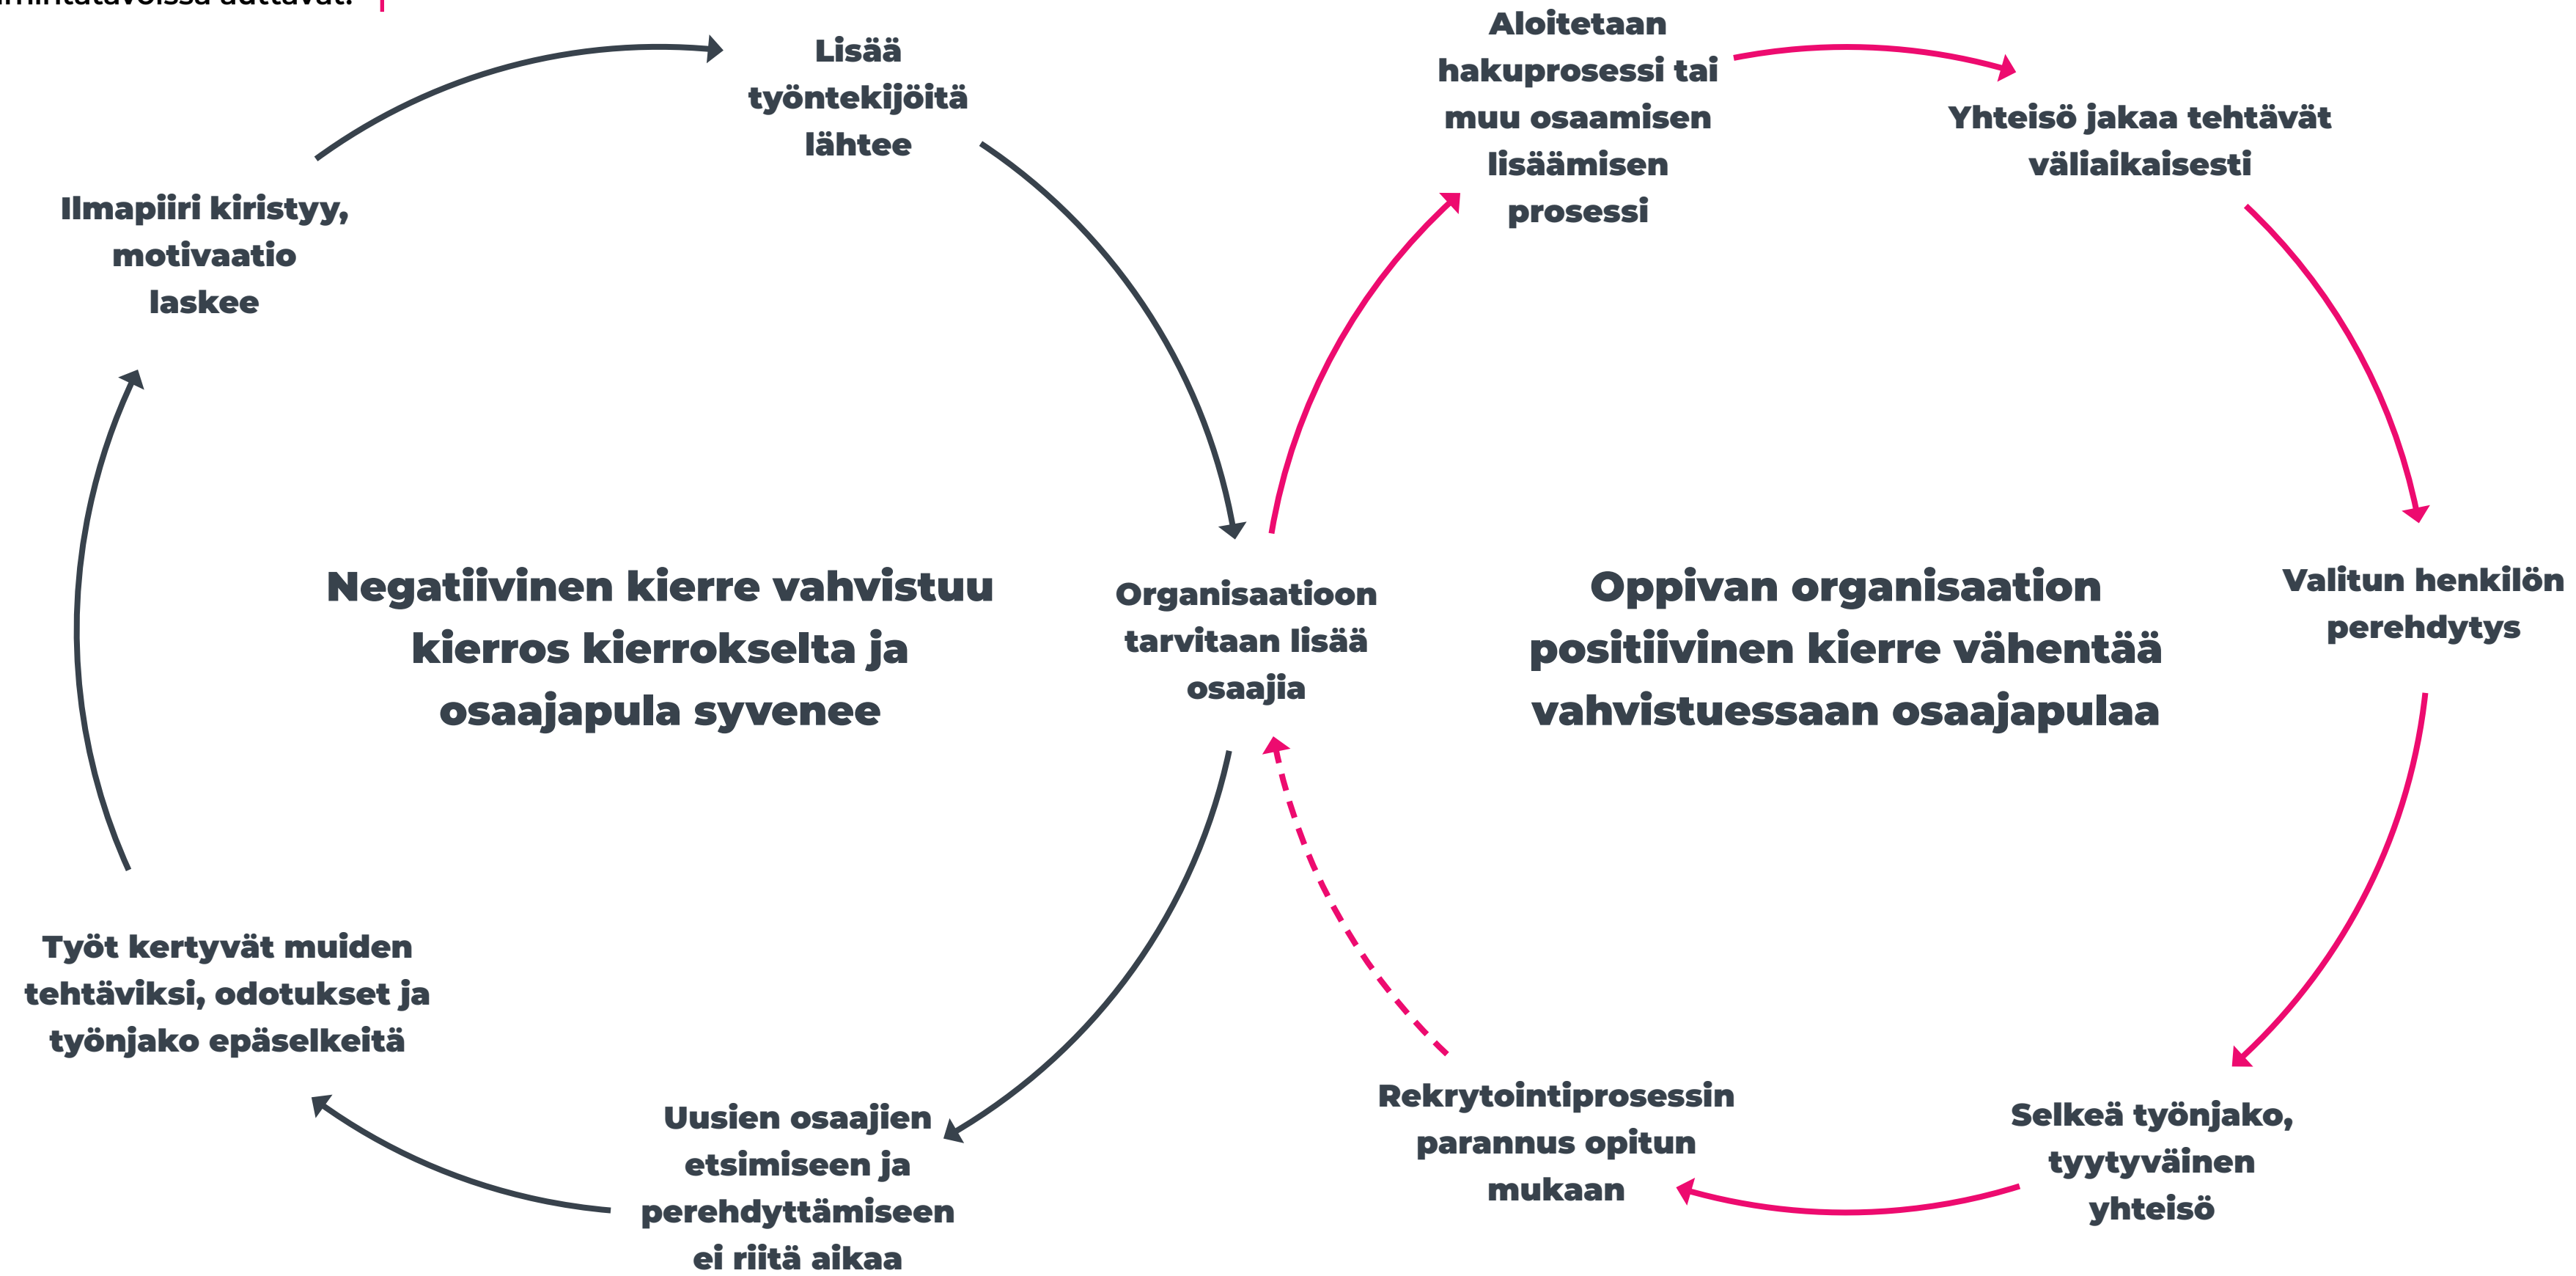 Lisää
työntekijöitä
lähtee
Ilmapiiri kiristyy,
motivaatio
laskee
Negatiivinen kierre vahvistuu
kierros kierrokselta ja
osaajapula syvenee
Työt kertyvät muiden
tehtäviksi, odotukset ja
työnjako epäselkeitä
Uusien osaajien
etsimiseen ja
perehdyttämiseen
ei riitä aikaa
Organisaatioon
tarvitaan lisää
osaajia
Aloitetaan
hakuprosessi tai
muu osaamisen
lisäämisen
prosessi
Yhteisö jakaa tehtävät
väliaikaisesti
Oppivan organisaation
positiivinen kierre vähentää
vahvistuessaan osaajapulaa
Valitun henkilön
perehdytys
Selkeä työnjako,
tyytyväinen
yhteisö
Rekrytointiprosessin
parannus opitun
mukaan